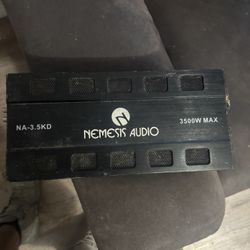 NA-3.5KD
NEMESIS AUDIO
3500W MAX